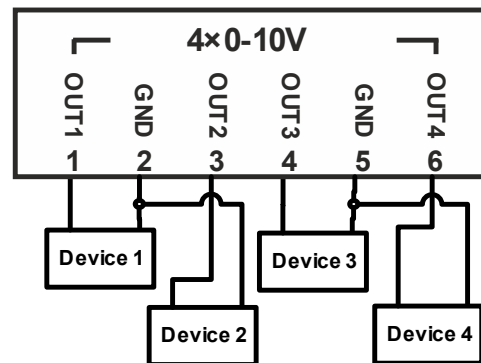 4×0-10V
OUT1 GND OUT2 OUT3 GND OUT4
1 2 3 4 5 6
Device 1 Device 3
Device 2 Device 4